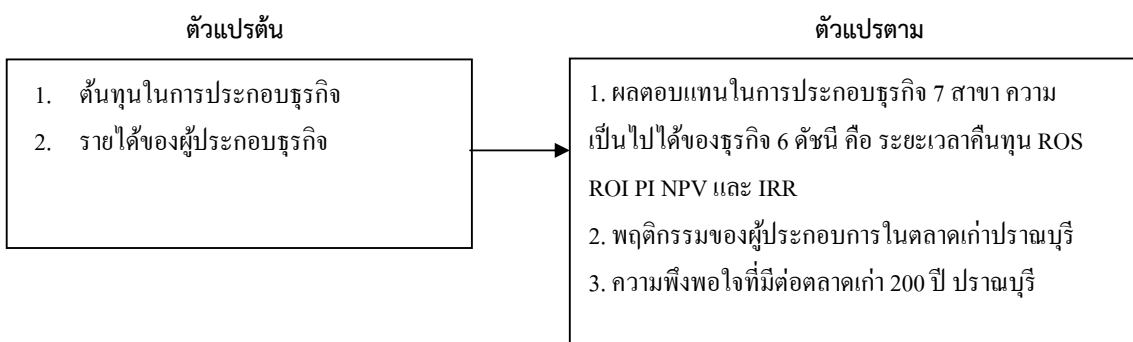 ตัวแปรต้น
1. ต้นทุนในการประกอบธุรกิจ
2. รายได้ของผู้ประกอบธุรกิจ
ตัวแปรตาม
1. ผลตอบแทนในการประกอบธุรกิจ 7 สาขา ความ
เป็นไปได้ของธุรกิจ 6 ดัชนี คือ ระยะเวลาคืนทุน ROS
ROI PI NPV และ IRR
2. พฤติกรรมของผู้ประกอบการในตลาดเก่าปราณบุรี
3. ความพึงพอใจที่มีต่อตลาดเก่า 200 ปี ปราณบุรี